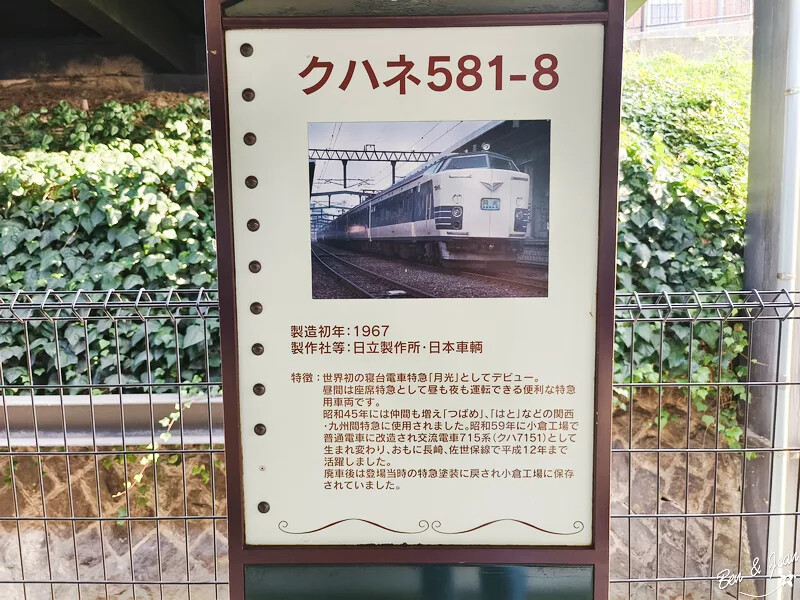 クハネ581-8
月光
製造初年:1967
製作社等:日立製作所・日本車輌
特徴:世界初の寝台電車特急「月光」としてデビュー。
昼間は座席特急として昼も夜も運転できる便利な特急
用車両です。
昭和45年には仲間も増え「つばめ」、「はと」などの関西
・九州間特急に使用されました。昭和59年に小倉工場で
普通電車に改造され交流電車715系(クハ7151)として
生まれ変わり、おもに長崎、佐世保線で平成12年まで
活躍しました。
廃車後は登場当時の特急塗装に戻され小倉工場に保存
されていました。
Ben & Jean